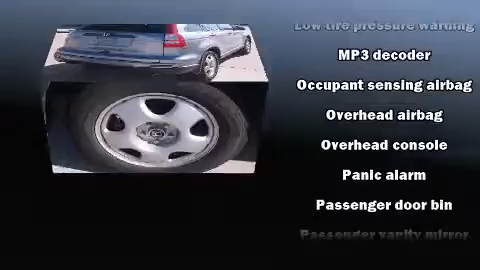 Low tire pressure warning
MP3 decoder
Occupant sensing airbag
Overhead airbag
Overhead console
Panic alarm
Passenger door bin
Passenger vanity mirror